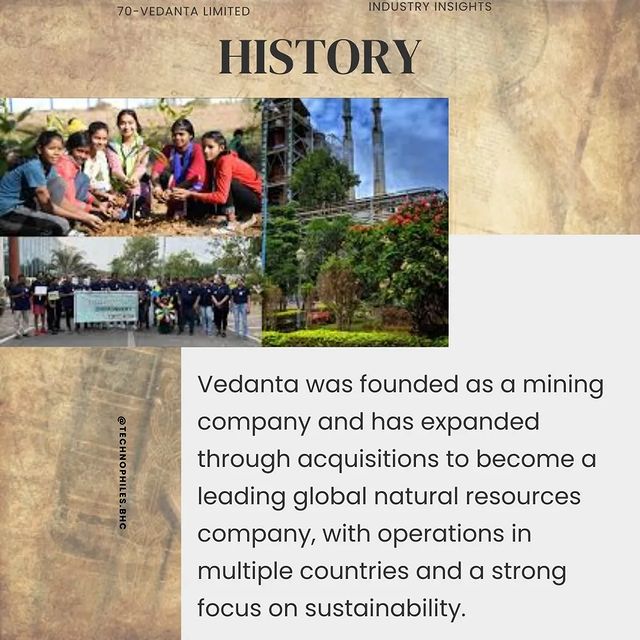 70-VEDANTA LIMITED
INDUSTRY INSIGHTS
HISTORY
@TECHNOPHILES.BHC
Vedanta was founded as a mining
company and has expanded
through acquisitions to become a
leading global natural resources
company, with operations in
multiple countries and a strong
focus on sustainability.